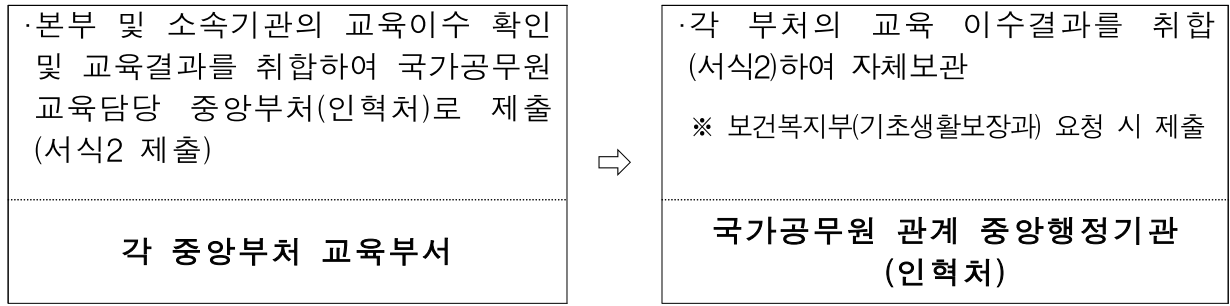 ·본부 및 소속기관의 교육이수 확인
및 교육결과를 취합하여 국가공무원
교육담당 중앙부처(인혁처)로 제출
(서식2 제출)
각 중앙부처 교육부서
⇨
·각 부처의 교육 이수결과를 취합
(서식2)하여 자체보관
※ 보건복지부(기초생활보장과) 요청 시 제출
국가공무원 관계 중앙행정기관
(인혁처)